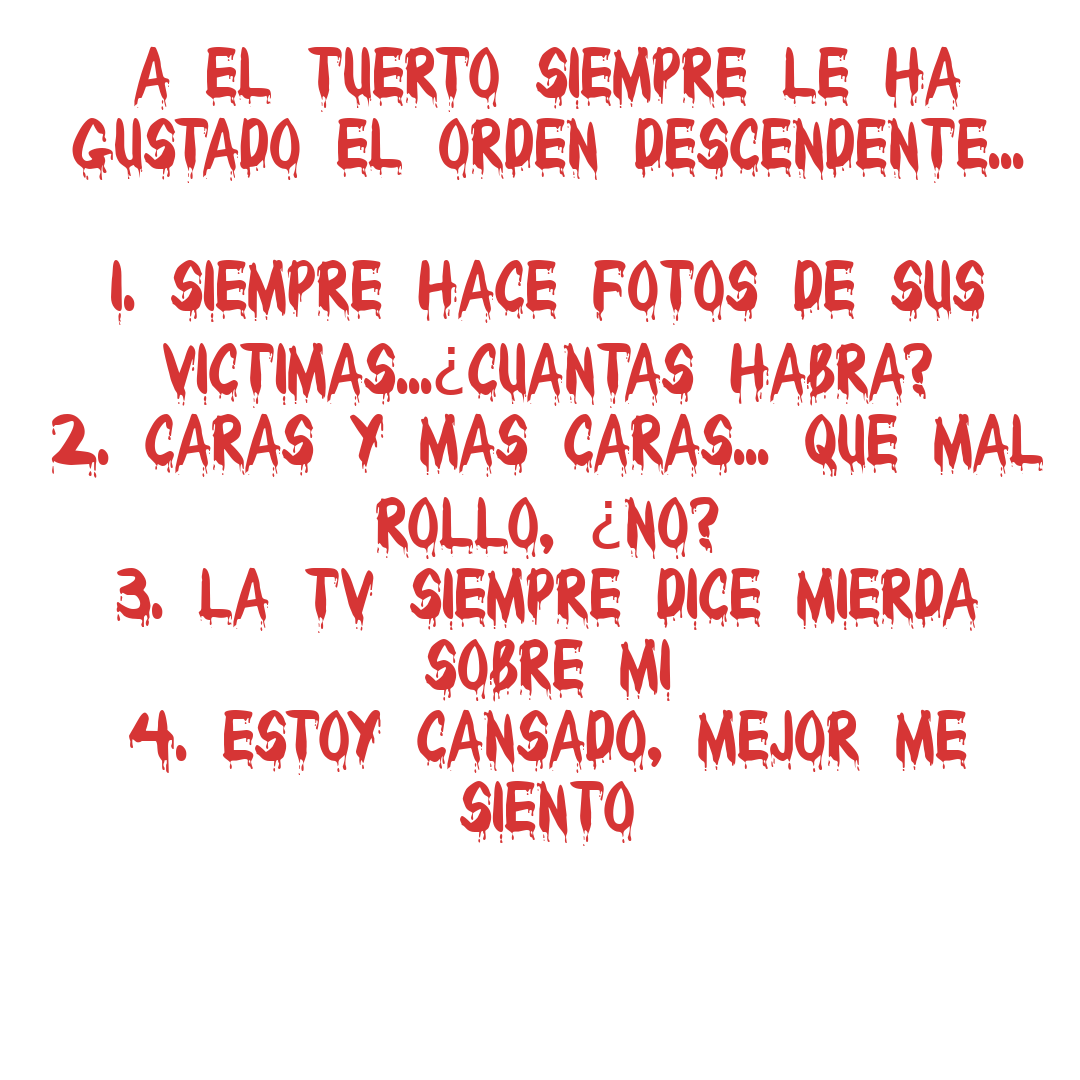 A EL TUERTO SIEMPRE LE HA
GUSTADO EL ORDEN DESCENDENTE...
1. SIEMPRE HACE FOTOS DE SUS
VICTIMAS...¿CUANTAS HABRA?
2. CARAS Y MAS CARAS... QUE MAL
ROLLO, ¿NO?
3. LA TV SIEMPRE DICE MIERDA
SOBRE MI
4. ESTOY CANSADO, MEJOR ME
SIENTO